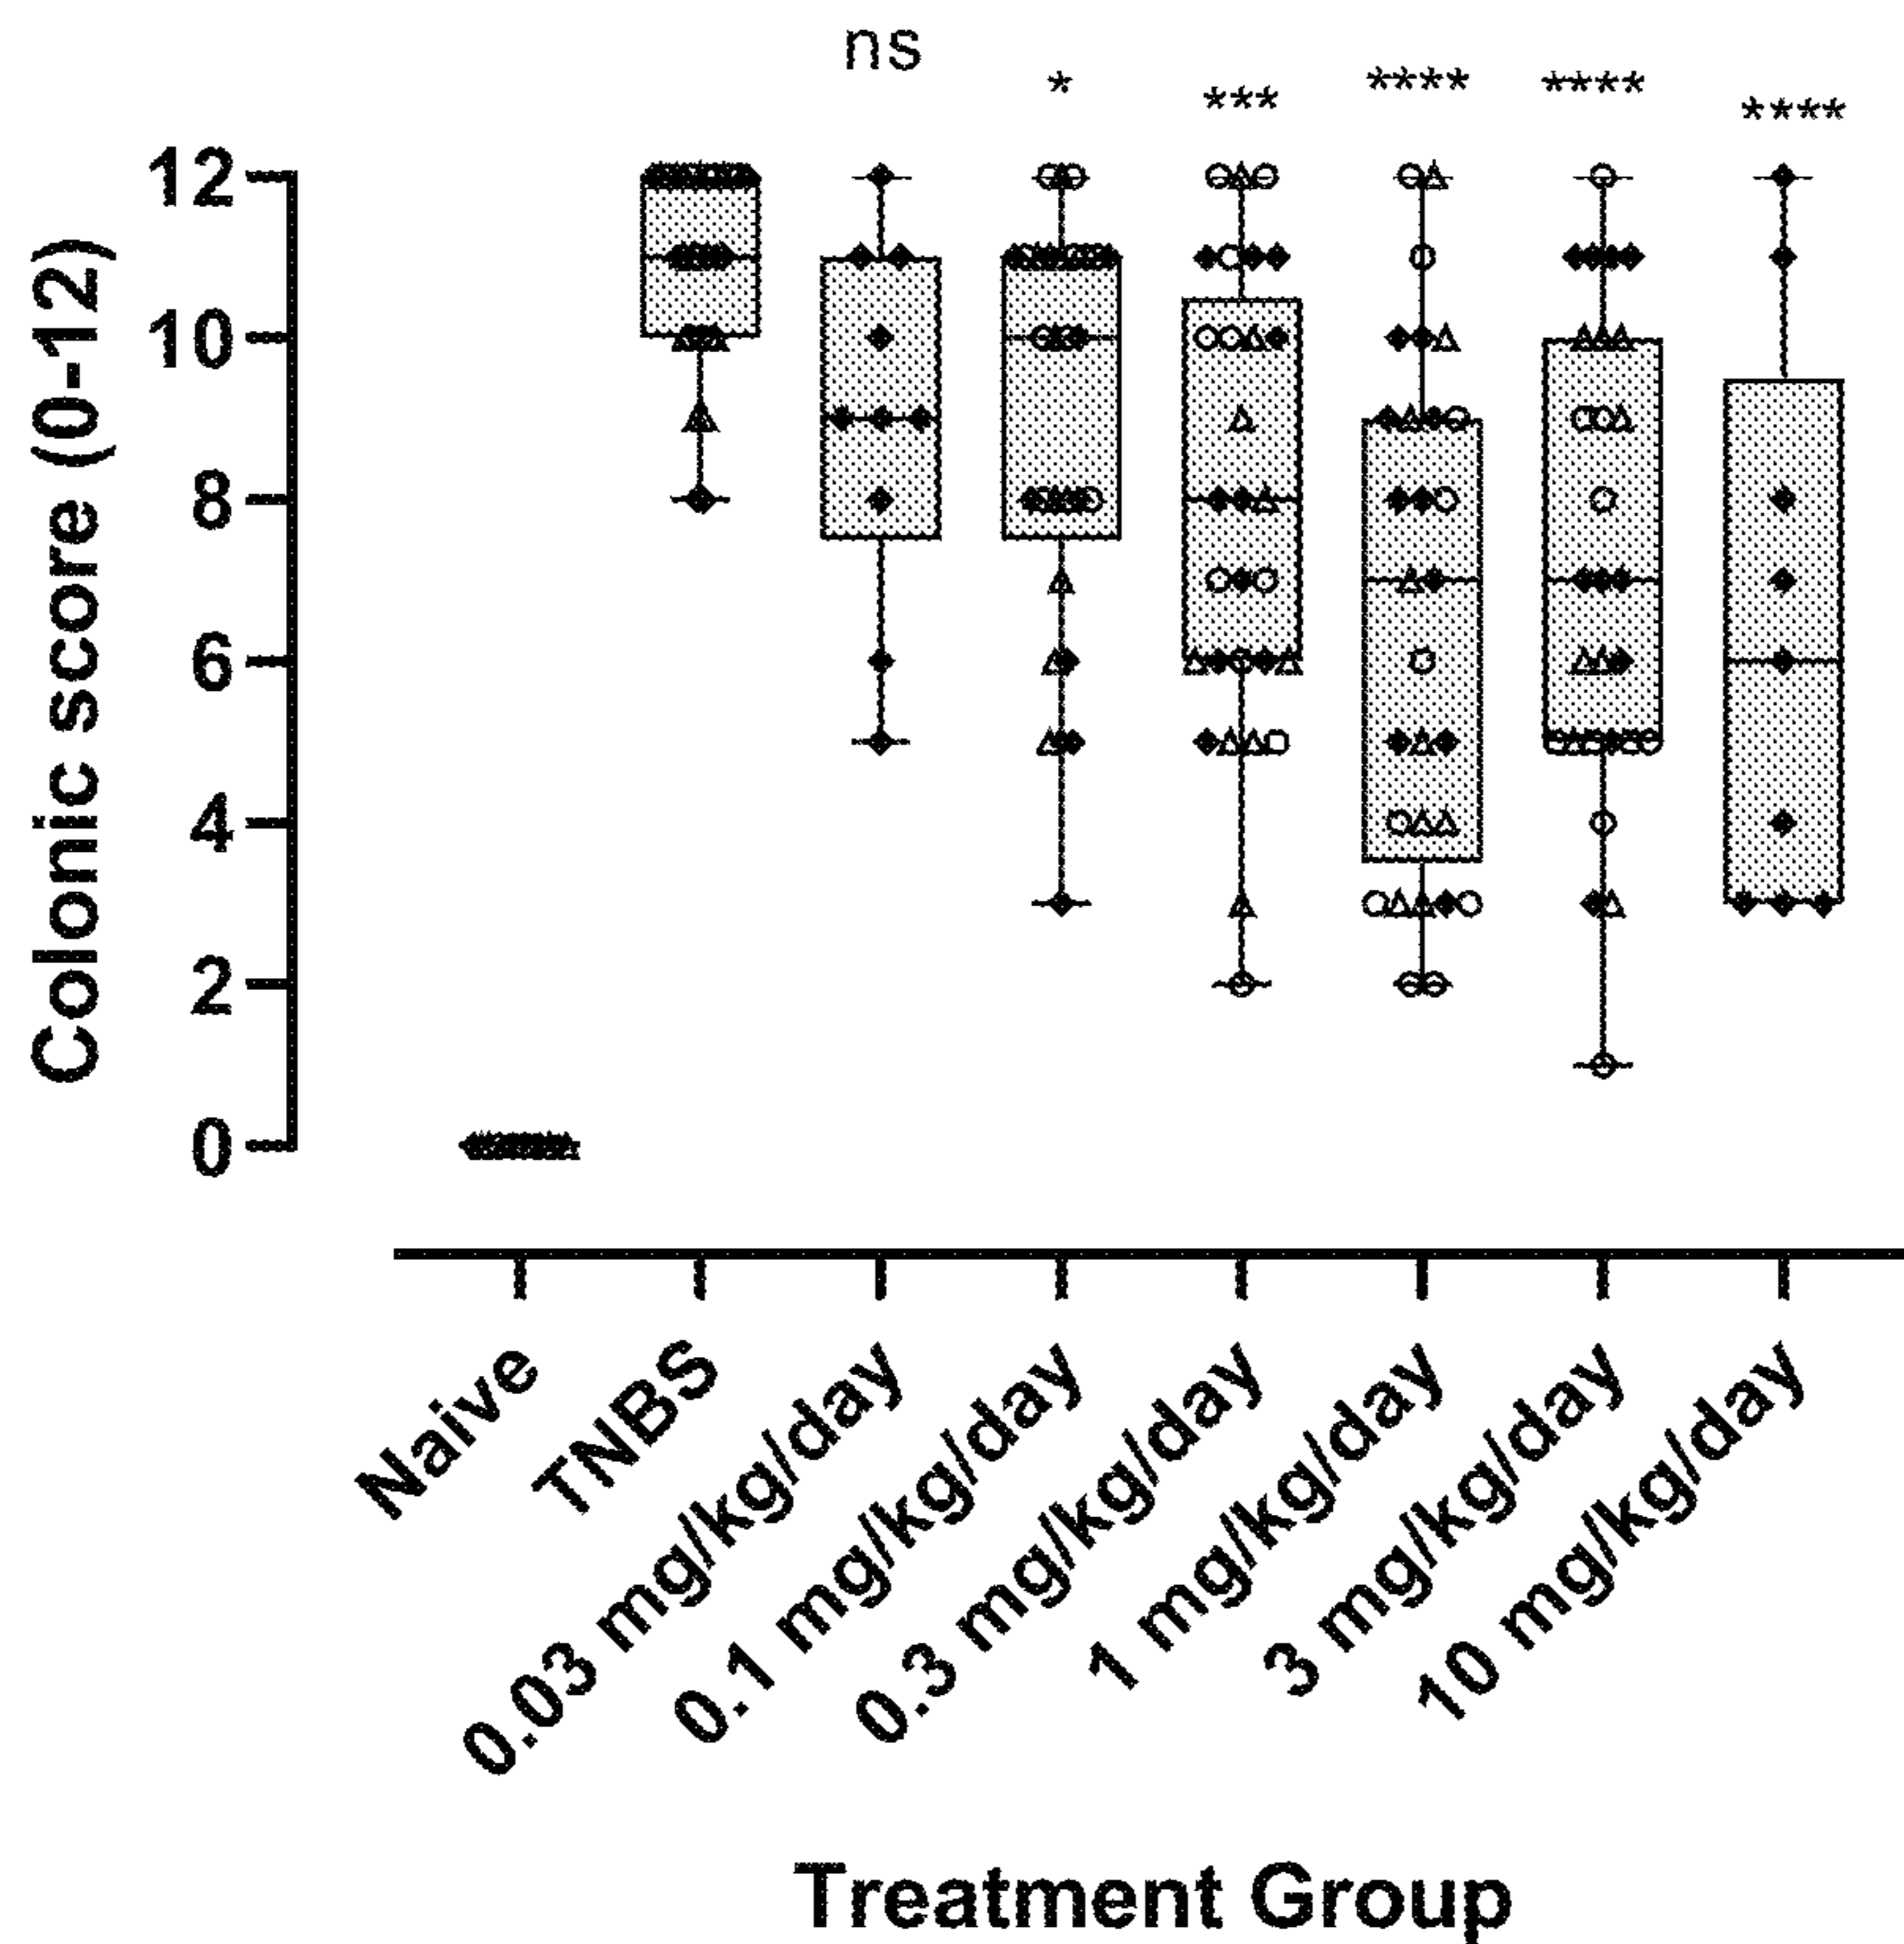 ns
*
***
****
****
****
Colonic score (0-12)
12
10
8
6
4
2
0
Naive
TNBS
0.03 mg/kg/day
0.1 mg/kg/day
0.3 mg/kg/day
1 mg/kg/day
3 mg/kg/day
10 mg/kg/day
Treatment Group